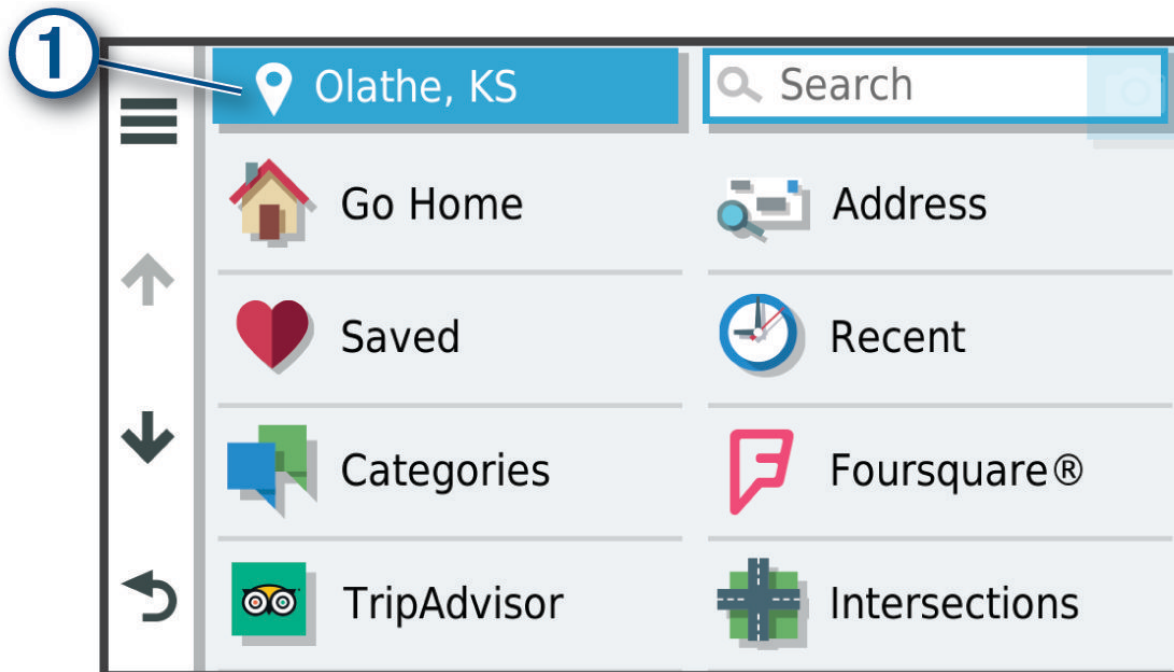 1
Olathe, KS
Search
Go Home
Address
Saved
Recent
Categories
Foursquare®
TripAdvisor
Intersections